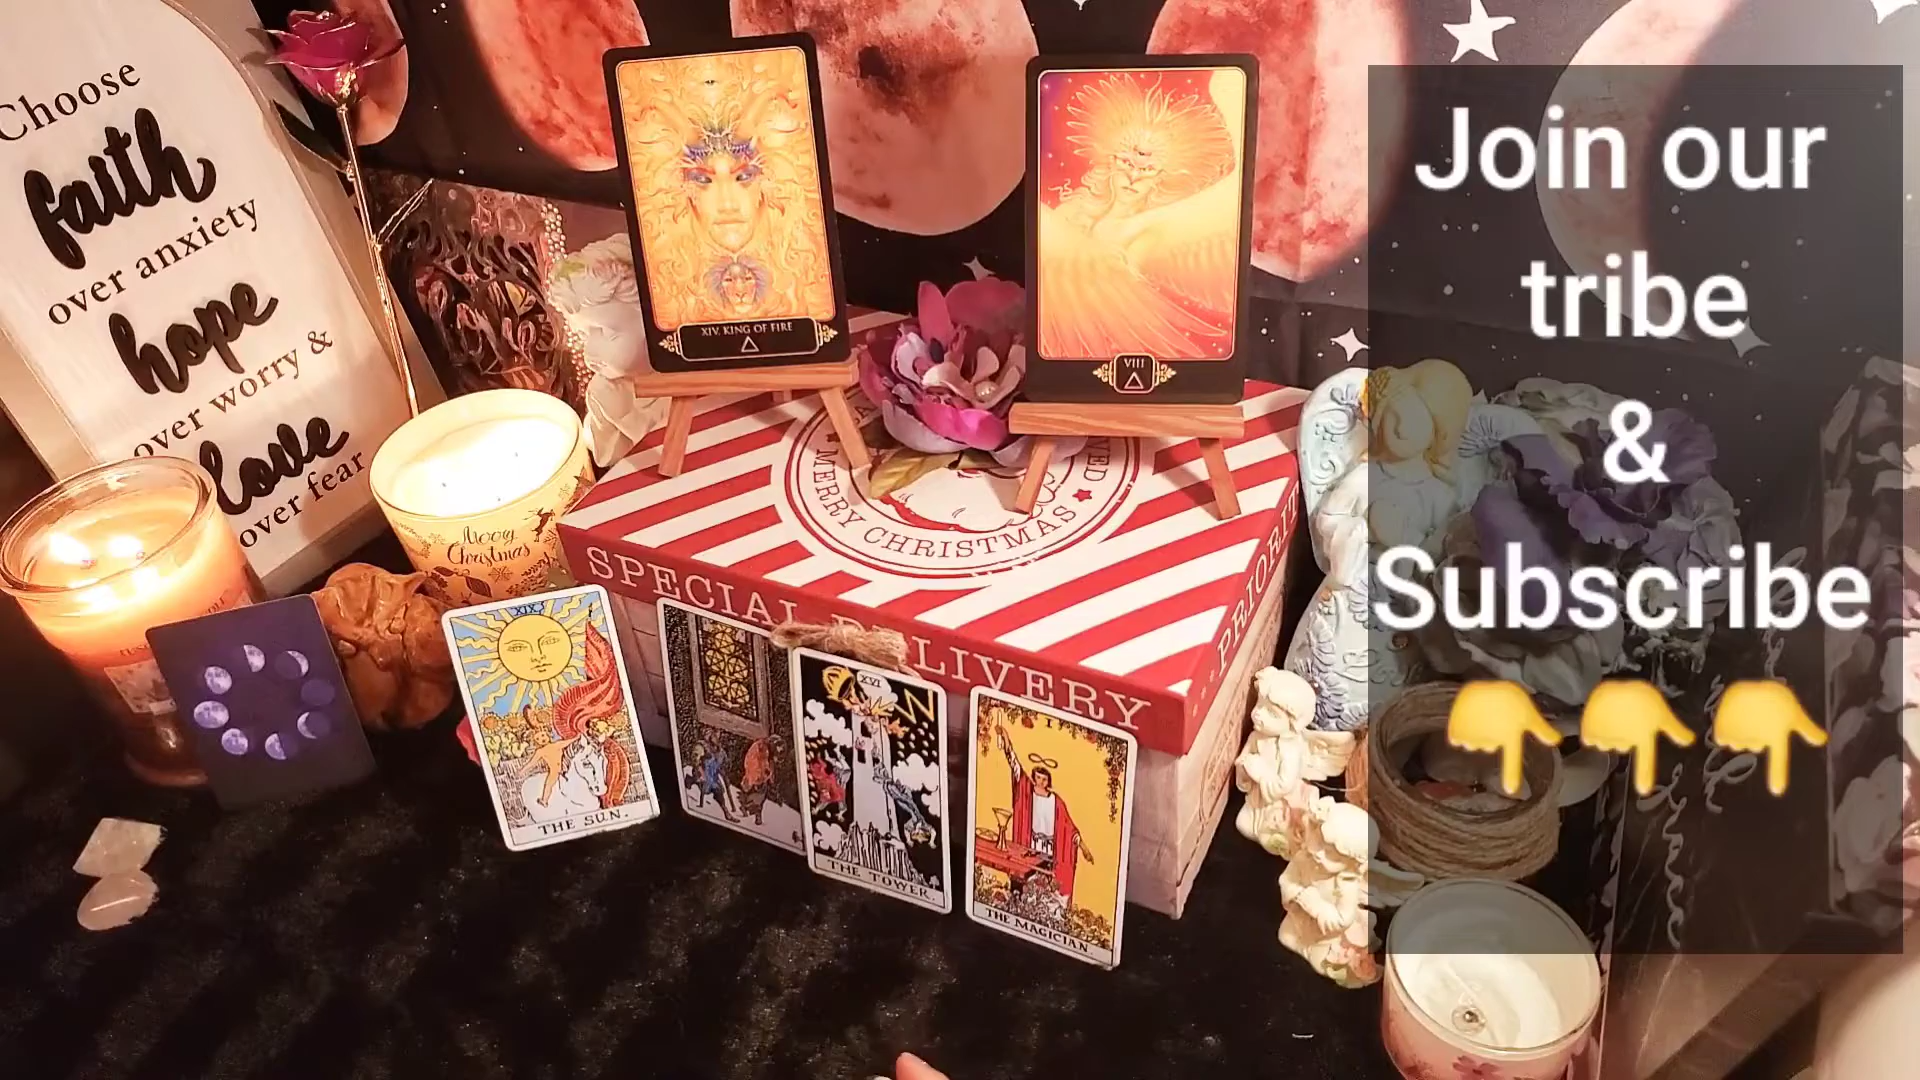 Choose
faith
over anxiety
hope
over worry &
love
over fear
XIV. KING OF FIRE
VIII
MERRY CHRISTMAS
Merry
Christmas
SPECIAL DELIVERY
PRIORIT
XIX
THE SUN.
XVI
THE TOWER.
I
THE MAGICIAN
Join our
tribe
&
Subscribe